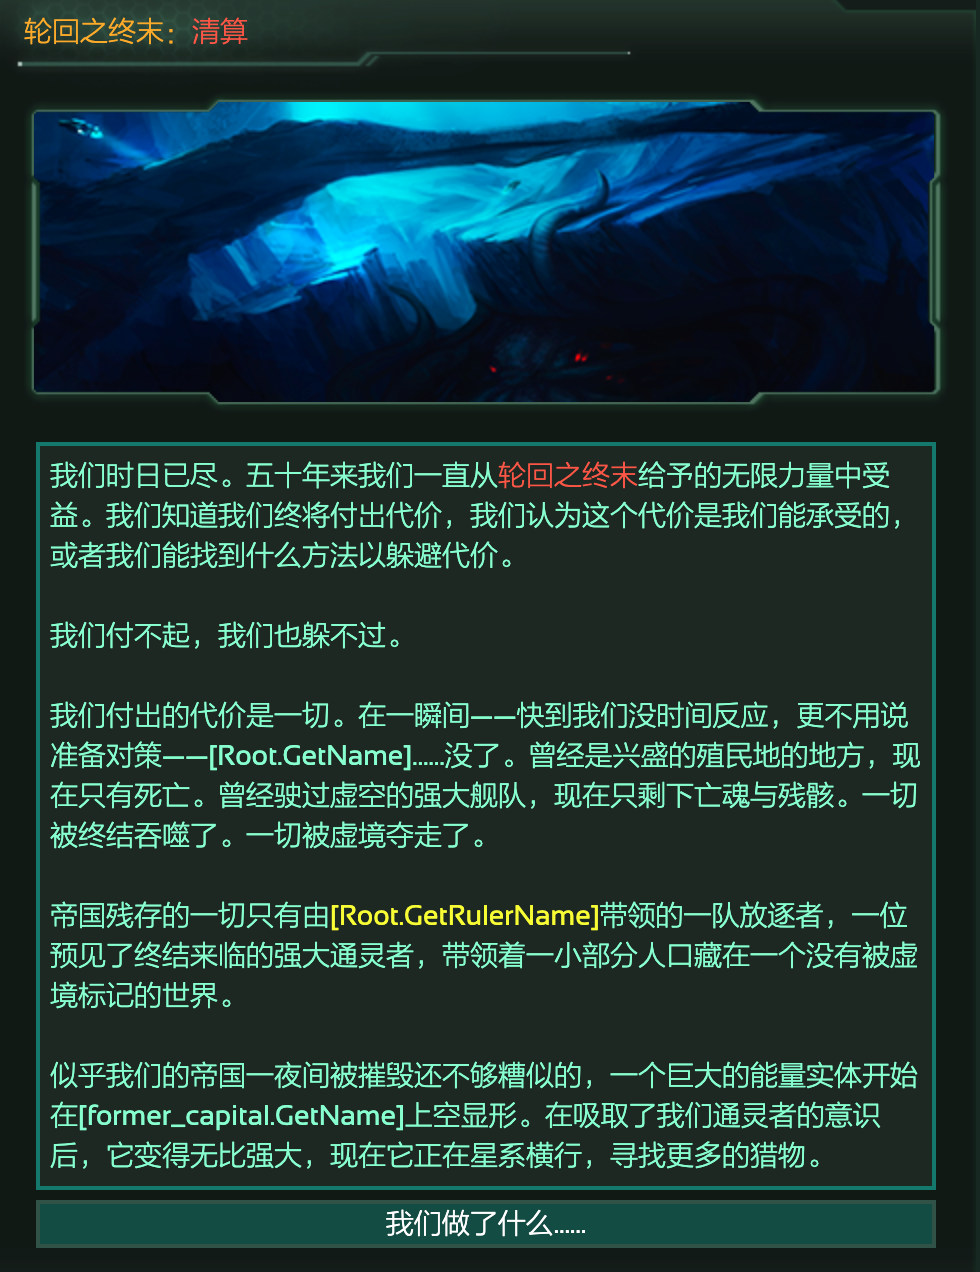 轮回之终末：清算
我们时日已尽。五十年来我们一直从轮回之终末给予的无限力量中受
益。我们知道我们终将付出代价，我们认为这个代价是我们能承受的，
或者我们能找到什么方法以躲避代价。
我们付不起，我们也躲不过。
我们付出的代价是一切。在一瞬间——快到我们没时间反应，更不用说
准备对策——[Root.GetName]......没了。曾经是兴盛的殖民地的地方，现
在只有死亡。曾经驶过虚空的强大舰队，现在只剩下亡魂与残骸。一切
被终结吞噬了。一切被虚境夺走了。
帝国残存的一切只有由[Root.GetRulerName]带领的一队放逐者，一位
预见了终结来临的强大通灵者，带领着一小部分人口藏在一个没有被虚
境标记的世界。
似乎我们的帝国一夜间被摧毁还不够糟似的，一个巨大的能量实体开始
在[former_capital.GetName]上空显形。在吸取了我们通灵者的意识
后，它变得无比强大，现在它正在星系横行，寻找更多的猎物。
我们做了什么......